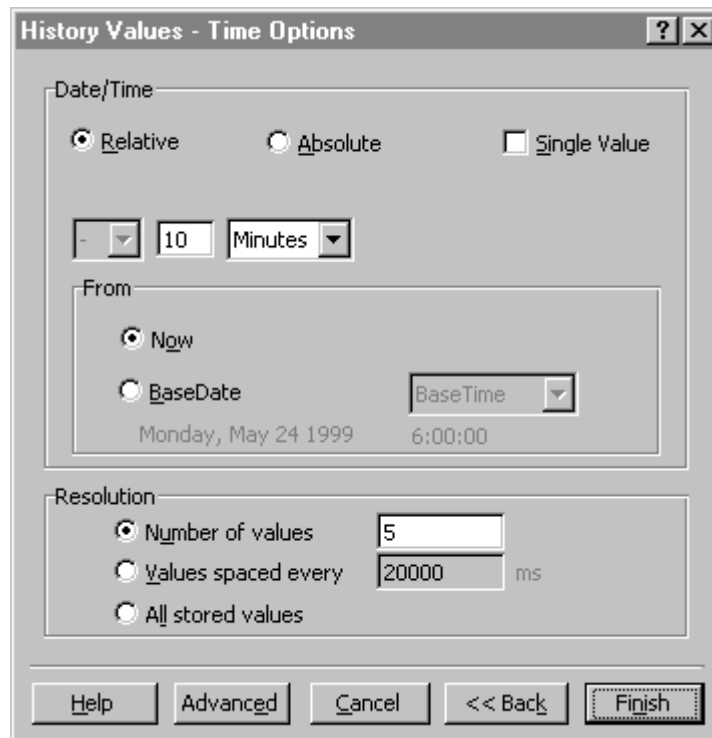 History Values - Time Options
Date/Time
Relative Absolute Single Value
- 10 Minutes
From
Now
BaseDate BaseTime
Monday, May 24 1999 6:00:00
Resolution
Number of values 5
Values spaced every 20000 ms
All stored values
Help Advanced Cancel << Back Finish